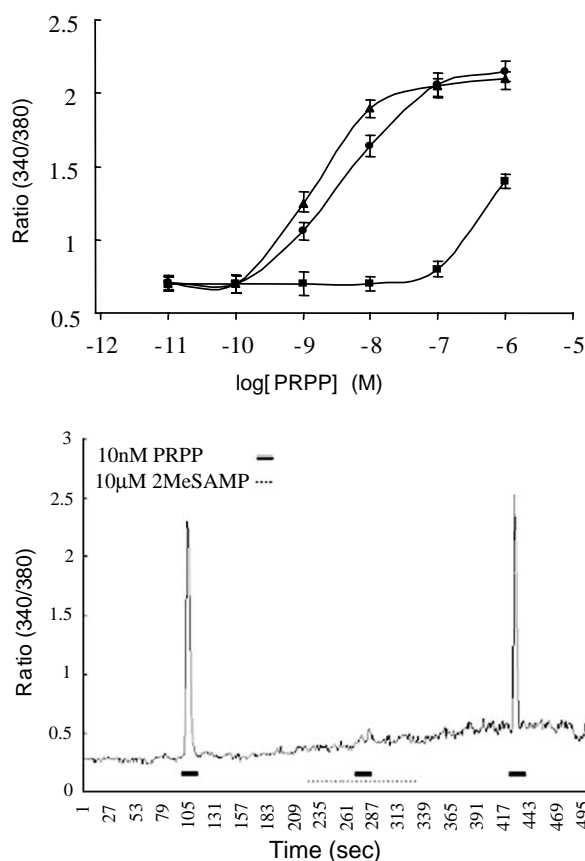 2.5
2
1.5
1
0.5
Ratio (340/380)
-12 -11 -10 -9 -8 -7 -6 -5
log[ PRPP] (M)
3
2.5
2
1.5
1
0.5
0
Ratio (340/380)
10nM PRPP
10µM 2MeSAMP
1 27 53 79 105 131 157 183 209 235 261 287 313 339 365 391 417 443 469 495
Time (sec)